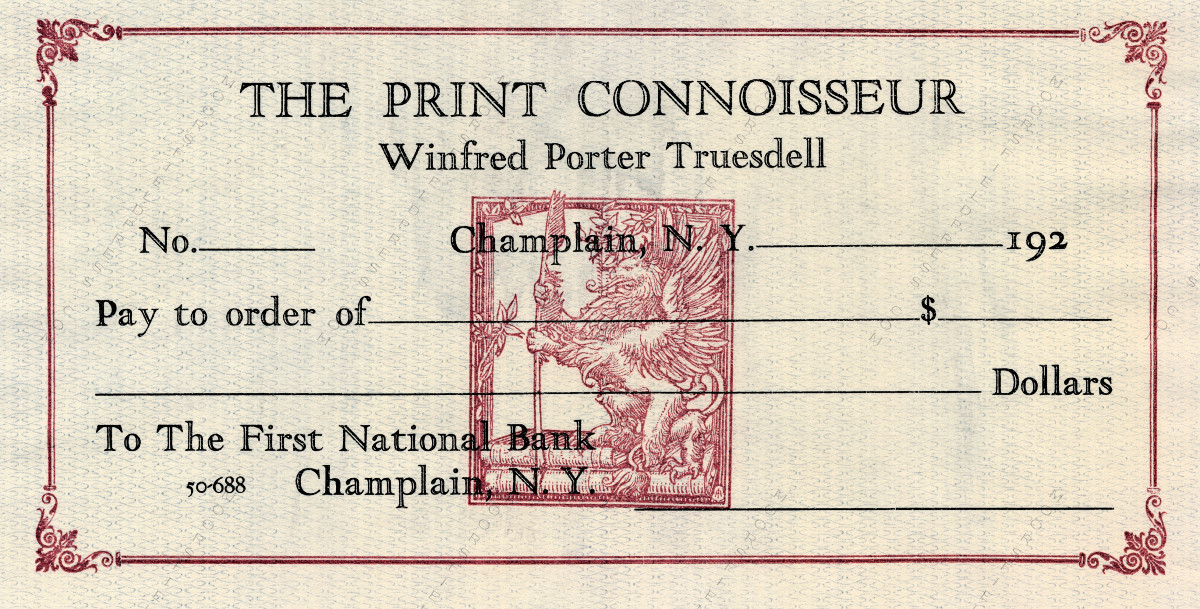 THE PRINT CONNOISSEUR
Winfred Porter Truesdell
No. Champlain, N. Y. 192
Pay to order of $
Dollars
To The First National Bank
50-688 Champlain, N. Y.